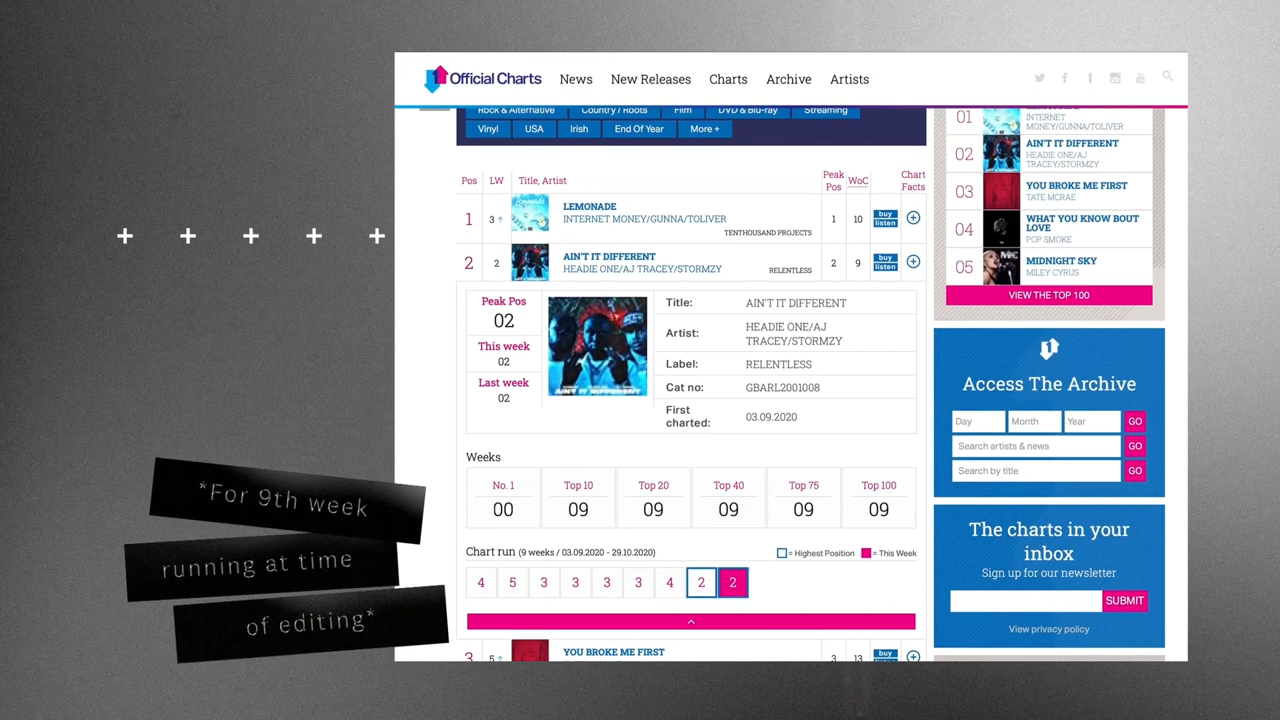 Official Charts
News
New Releases
Charts
Archive
Artists
Rock & Alternative
Country / Roots
Film
DVD & Blu-ray
Streaming
Vinyl
USA
Irish
End Of Year
More +
Pos
LW
Title, Artist
Peak
Pos
WoC
Chart
Facts
1
3↑
LEMONADE
INTERNET MONEY/GUNNA/TOLIVER
TENTHOUSAND PROJECTS
1
10
buy
listen
2
2
AIN'T IT DIFFERENT
HEADIE ONE/AJ TRACEY/STORMZY
RELENTLESS
2
9
buy
listen
Peak Pos
02
This week
02
Last week
02
AIN'T IT DIFFERENT
Title:
AIN'T IT DIFFERENT
Artist:
HEADIE ONE/AJ
TRACEY/STORMZY
Label:
RELENTLESS
Cat no:
GBARL2001008
First
charted:
03.09.2020
Weeks
No. 1
Top 10
Top 20
Top 40
Top 75
Top 100
00
09
09
09
09
09
Chart run (9 weeks / 03.09.2020 - 29.10.2020)
= Highest Position
= This Week
4
5
3
3
3
3
4
2
2
3
5↑
YOU BROKE ME FIRST
3
13
buy
listen
01
LEMONADE
INTERNET
MONEY/GUNNA/TOLIVER
02
AIN'T IT DIFFERENT
HEADIE ONE/AJ
TRACEY/STORMZY
03
YOU BROKE ME FIRST
TATE MCRAE
04
WHAT YOU KNOW BOUT
LOVE
POP SMOKE
05
MIDNIGHT SKY
MILEY CYRUS
VIEW THE TOP 100
Access The Archive
Day
Month
Year
GO
Search artists & news
GO
Search by title
GO
The charts in your
inbox
Sign up for our newsletter
SUBMIT
View privacy policy
*For 9th week
running at time
of editing*